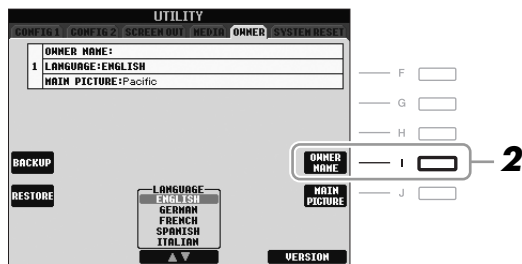 UTILITY
CONFIG 1 CONFIG 2 SCREEN OUT MEDIA OWNER SYSTEM RESET
1
OWNER NAME:
LANGUAGE:ENGLISH
MAIN PICTURE:Pacific
F
G
H
BACKUP
OWNER NAME
I
2
RESTORE
MAIN PICTURE
J
LANGUAGE
ENGLISH
GERMAN
FRENCH
SPANISH
ITALIAN
VERSION